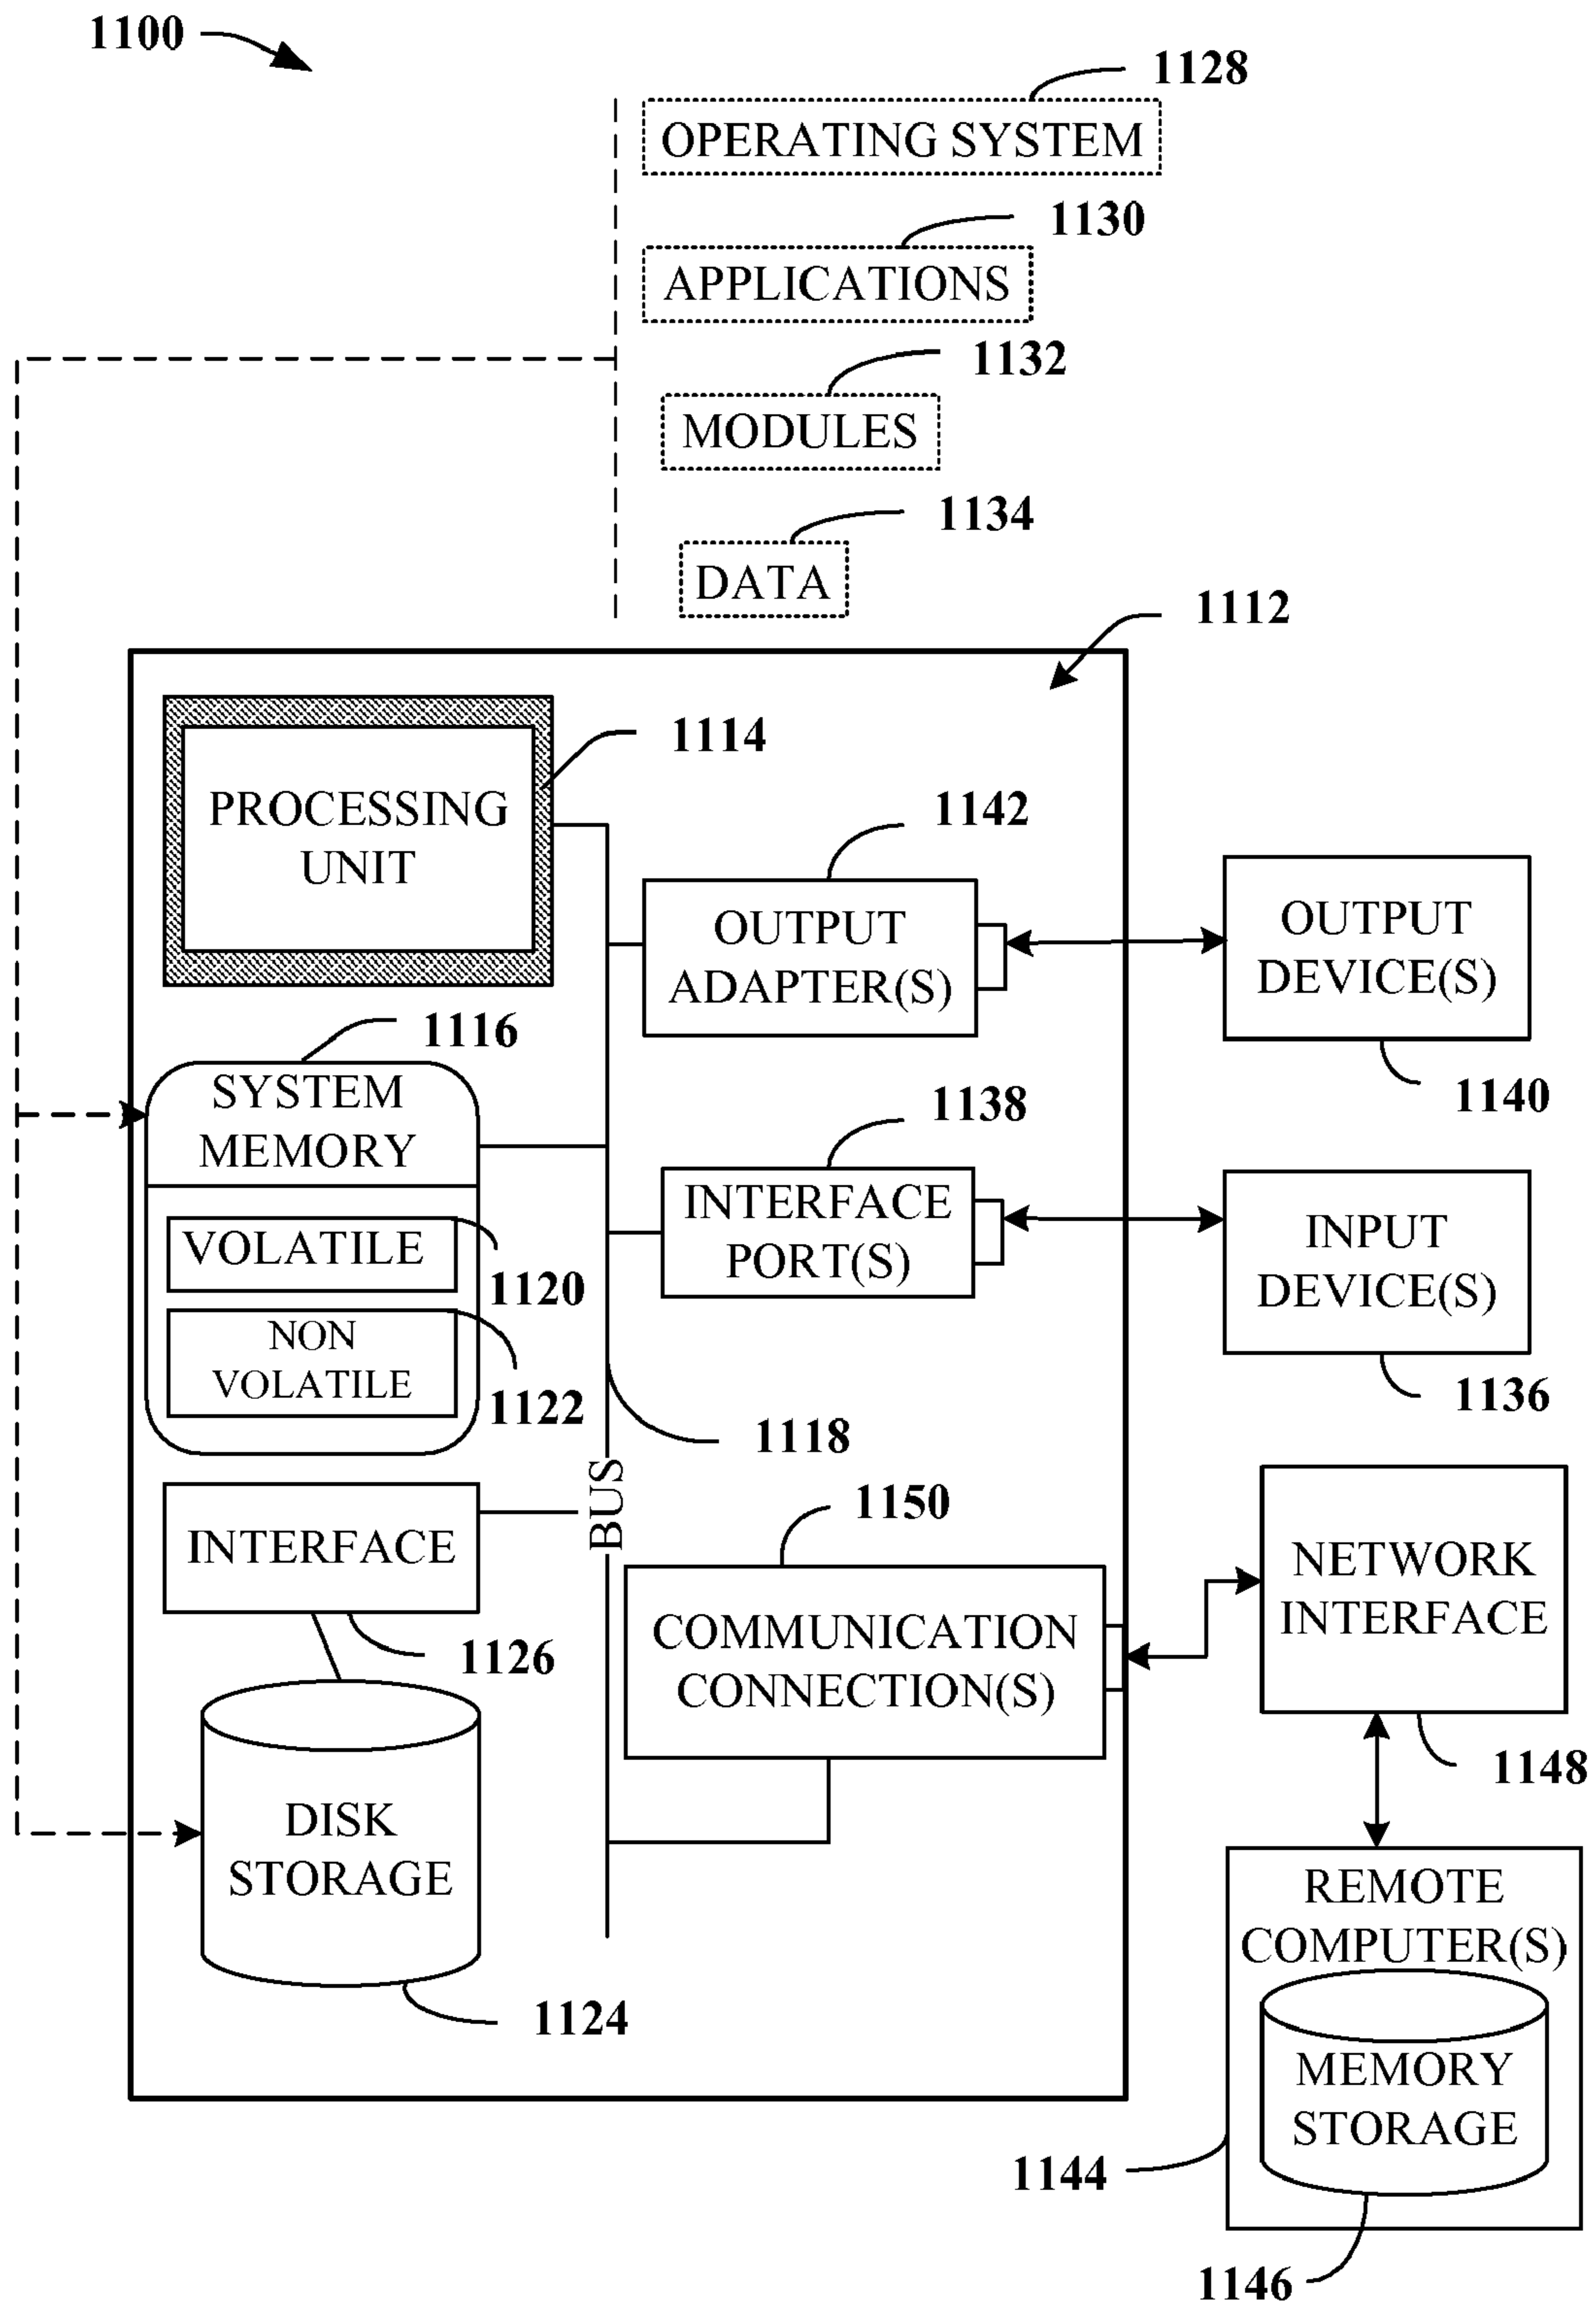 1100
1128
OPERATING SYSTEM
1130
APPLICATIONS
1132
MODULES
1134
DATA
1112
1114
PROCESSING
UNIT
1142
OUTPUT
ADAPTER(S)
OUTPUT
DEVICE(S)
1140
1116
SYSTEM
MEMORY
1138
INTERFACE
PORT(S)
INPUT
DEVICE(S)
1136
VOLATILE
1120
NON
VOLATILE
1122
1118
BUS
INTERFACE
1126
1150
COMMUNICATION
CONNECTION(S)
NETWORK
INTERFACE
1148
DISK
STORAGE
1124
REMOTE
COMPUTER(S)
MEMORY
STORAGE
1144
1146